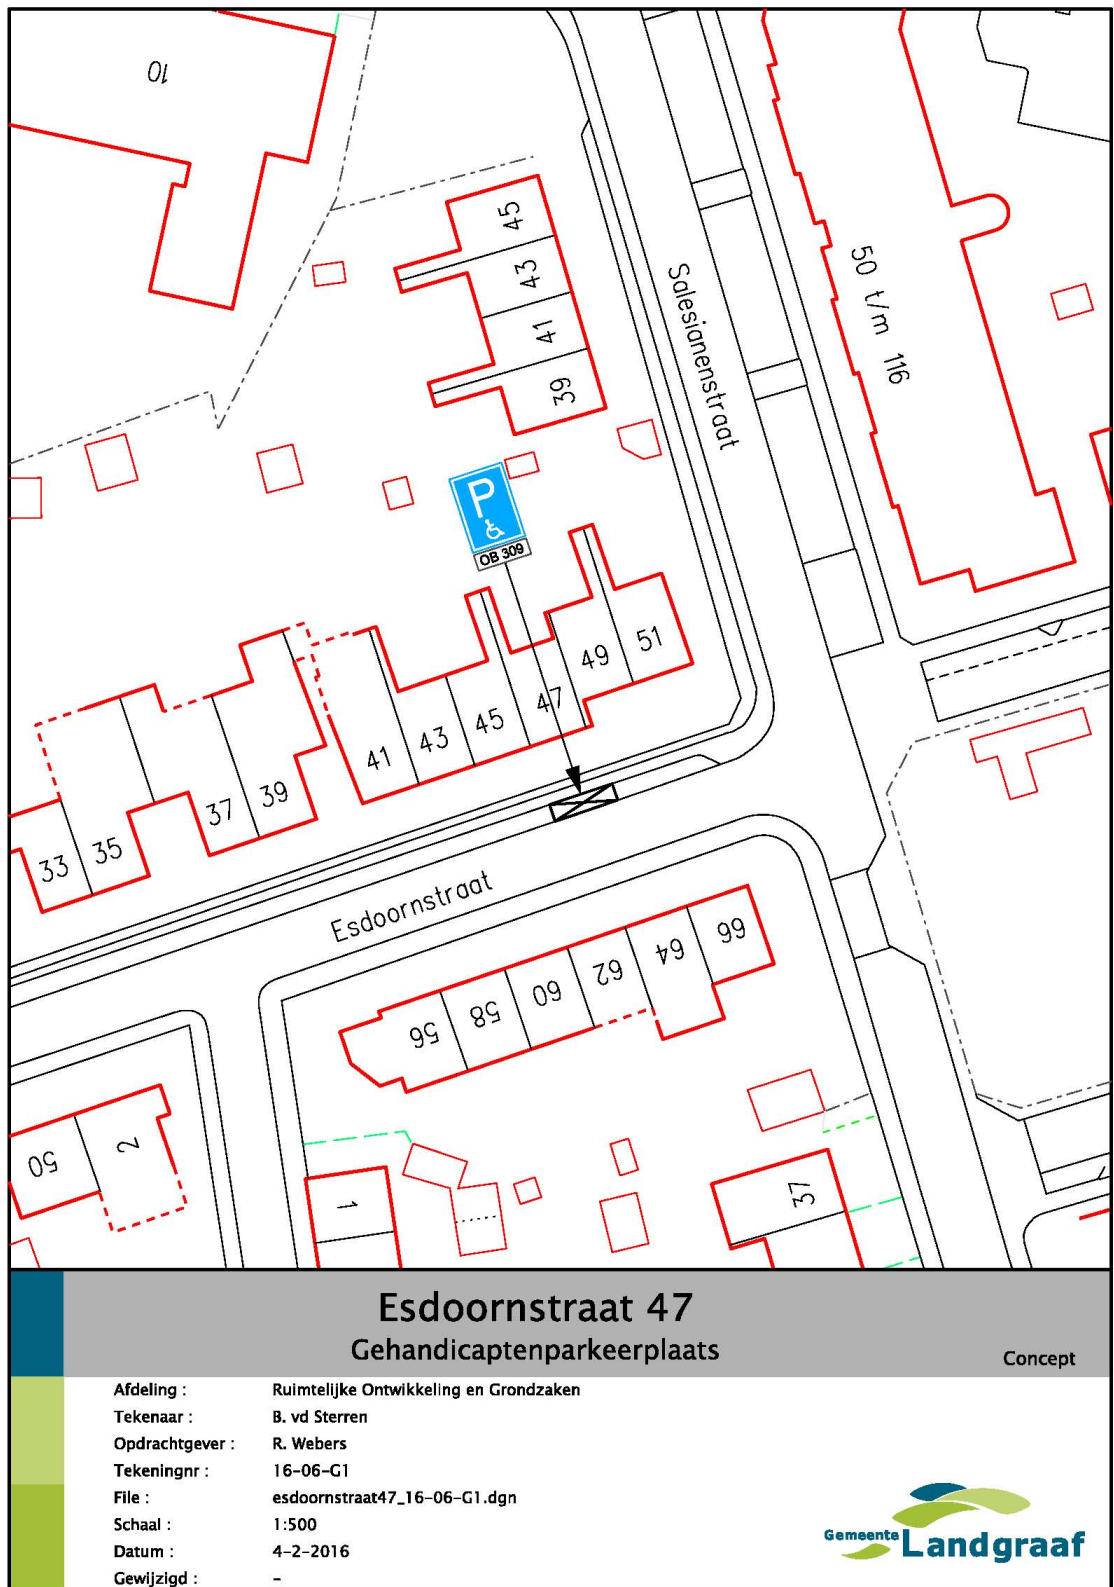 10
45
43
41
39
Salesianenstraat
50 t/m 116
P
OB 309
51
49
47
45
43
41
39
37
35
33
Esdoornstraat
66
64
62
60
58
56
50
2
1
37
Esdoornstraat 47
Gehandicaptenparkeerplaats
Concept
Afdeling : Ruimtelijke Ontwikkeling en Grondzaken
Tekenaar : B. vd Sterren
Opdrachtgever : R. Webers
Tekeningnr : 16-06-G1
File : esdoornstraat47_16-06-G1.dgn
Schaal : 1:500
Datum : 4-2-2016
Gewijzigd : -
Gemeente Landgraaf